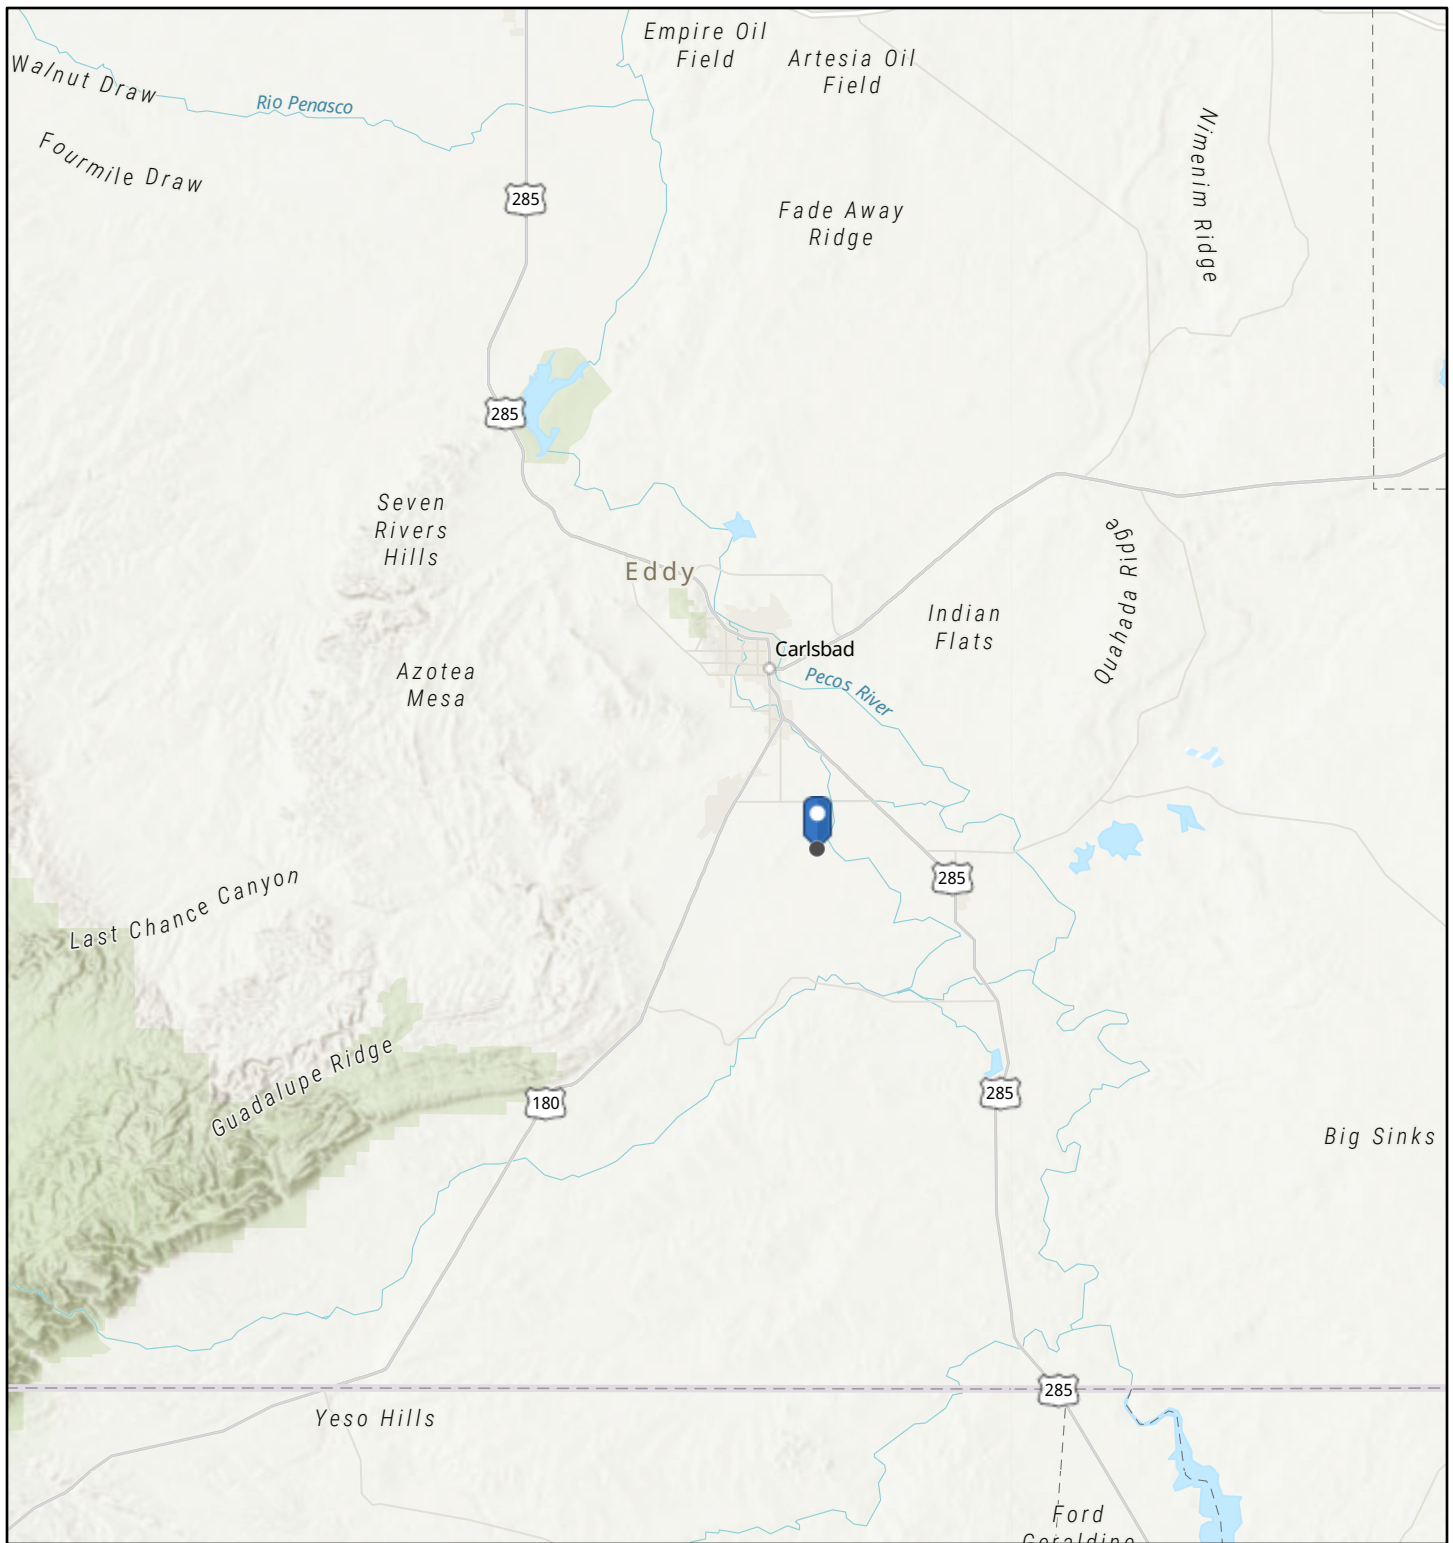 Empire Oil
Field
Artesia Oil
Field
Walnut Draw
Rio Penasco
Fourmile Draw
Nimenim Ridge
285
Fade Away
Ridge
285
Seven
Rivers
Hills
Eddy
Quahada Ridge
Indian
Flats
Carlsbad
Azotea
Mesa
Pecos River
285
Last Chance Canyon
Guadalupe Ridge
285
180
Big Sinks
285
Yeso Hills
Ford
Geraldine